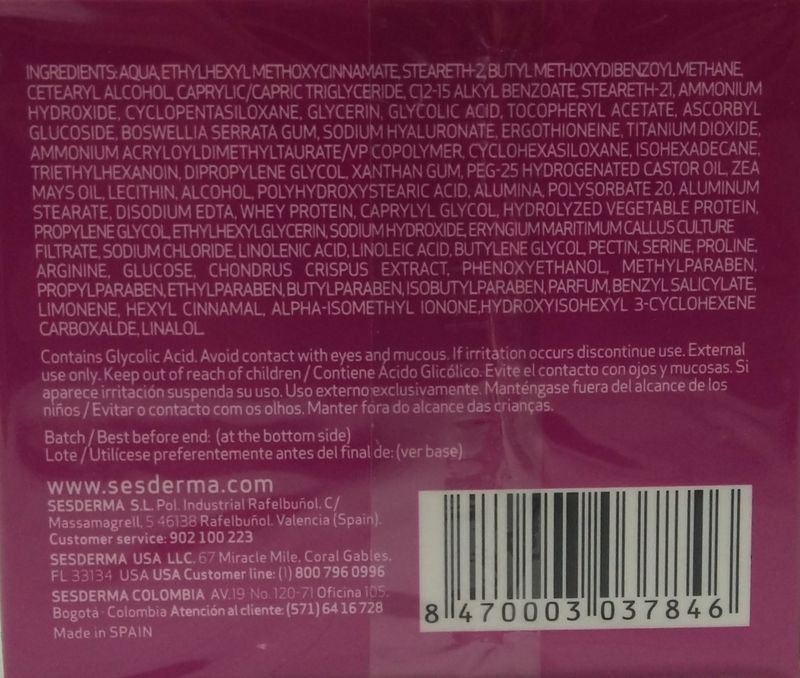 INGREDIENTS: AQUA, ETHYLHEXYL METHOXYCINNAMATE, STEARETH-2, BUTYL METHOXYDIBENZOYLMETHANE,
CETEARYL ALCOHOL, CAPRYLIC/CAPRIC TRIGLYCERIDE, C12-15 ALKYL BENZOATE, STEARETH-21, AMMONIUM
HYDROXIDE, CYCLOPENTASILOXANE, GLYCERIN, GLYCOLIC ACID, TOCOPHERYL ACETATE, ASCORBYL
GLUCOSIDE, BOSWELLIA SERRATA GUM, SODIUM HYALURONATE, ERGOTHIONEINE, TITANIUM DIOXIDE,
AMMONIUM ACRYLOYLDIMETHYLTAURATE/VP COPOLYMER, CYCLOHEXASILOXANE, ISOHEXADECANE,
TRIETHYLHEXANOIN, DIPROPYLENE GLYCOL, XANTHAN GUM, PEG-25 HYDROGENATED CASTOR OIL, ZEA
MAYS OIL, LECITHIN, ALCOHOL, POLYHYDROXYSTEARIC ACID, ALUMINA, POLYSORBATE 20, ALUMINUM
STEARATE, DISODIUM EDTA, WHEY PROTEIN, CAPRYLYL GLYCOL, HYDROLYZED VEGETABLE PROTEIN,
PROPYLENE GLYCOL, ETHYLHEXYLGLYCERIN, SODIUM HYDROXIDE, ERYNGIUM MARITIMUM CALLUS CULTURE
FILTRATE, SODIUM CHLORIDE, LINOLENIC ACID, LINOLEIC ACID, BUTYLENE GLYCOL, PECTIN, SERINE, PROLINE,
ARGININE, GLUCOSE, CHONDRUS CRISPUS EXTRACT, PHENOXYETHANOL, METHYLPARABEN,
PROPYLPARABEN, ETHYLPARABEN, BUTYLPARABEN, ISOBUTYLPARABEN, PARFUM, BENZYL SALICYLATE,
LIMONENE, HEXYL CINNAMAL, ALPHA-ISOMETHYL IONONE,HYDROXYISOHEXYL 3-CYCLOHEXENE
CARBOXALDE, LINALOL.
Contains Glycolic Acid. Avoid contact with eyes and mucous. If irritation occurs discontinue use. External
use only. Keep out of reach of children / Contiene Ácido Glicólico. Evite el contacto con ojos y mucosas. Si
aparece irritación suspenda su uso. Uso externo exclusivamente. Manténgase fuera del alcance de los
niños / Evitar o contacto com os olhos. Manter fora do alcance das crianças.
Batch / Best before end: (at the bottom side)
Lote / Utilícese preferentemente antes del final de: (ver base)
www.sesderma.com
SESDERMA S.L. Pol. Industrial Rafelbuñol. C/
Massamagrell, 5 46138 Rafelbuñol. Valencia (Spain).
Customer service: 902 100 223
SESDERMA USA LLC. 67 Miracle Mile, Coral Gables,
FL 33134 USA USA Customer line: (1) 800 796 0996
SESDERMA COLOMBIA AV.19 No. 120-71 Oficina 105.
Bogotá · Colombia Atención al cliente: (571) 64 16 728
Made in SPAIN
8 470003 037846